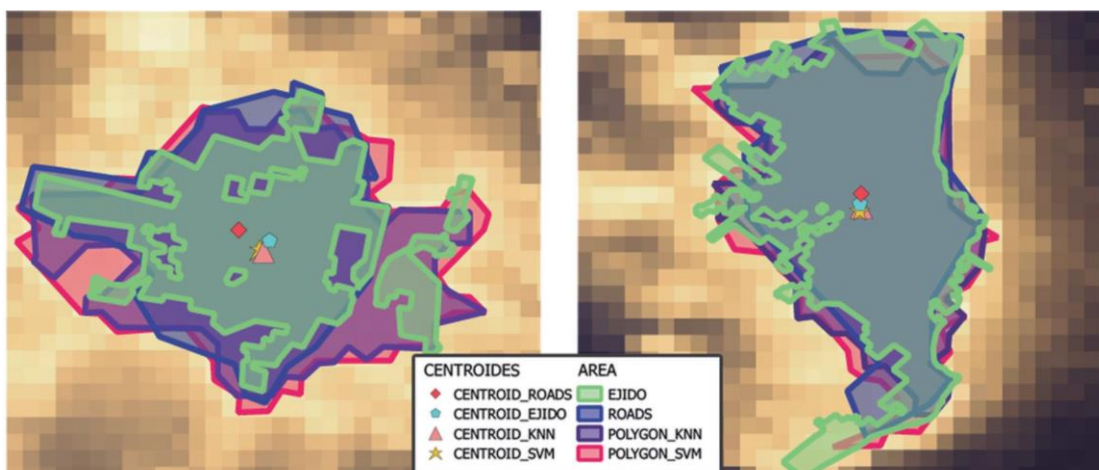 CENTROIDES AREA
CENTROID_ROADS EJIDO
CENTROID_EJIDO ROADS
CENTROID_KNN POLYGON_KNN
CENTROID_SVM POLYGON_SVM